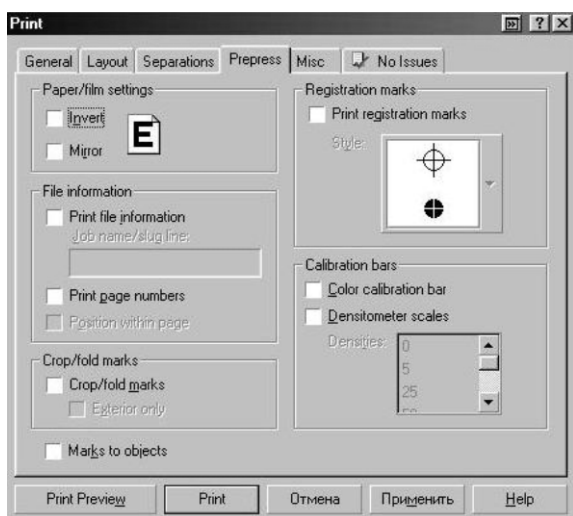 Print
General Layout Separations Prepress Misc No Issues
Paper/film settings
Invert
Mirror
E
File information
Print file information
Job name/slug line:
Print page numbers
Position within page
Crop/fold marks
Crop/fold marks
Exterior only
Marks to objects
Registration marks
Print registration marks
Style:
Calibration bars
Color calibration bar
Densitometer scales
Densities:
0
5
25
Print Preview Print Отмена Применить Help